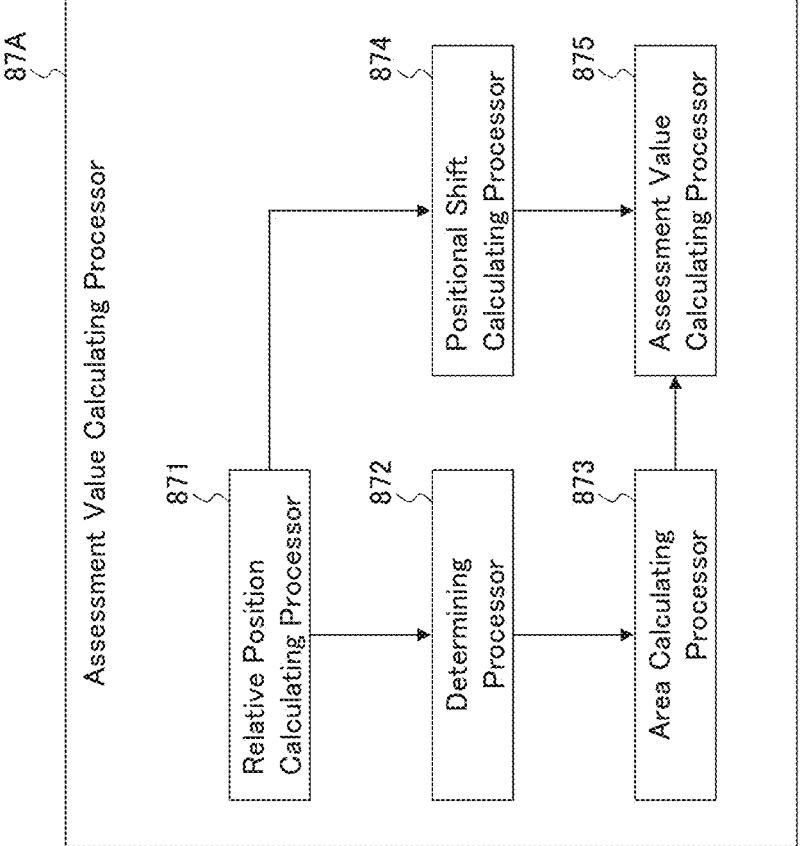 87A
Assessment Value Calculating Processor
871
Relative Position
Calculating Processor
872
Determining
Processor
873
Area Calculating
Processor
874
Positional Shift
Calculating Processor
875
Assessment Value
Calculating Processor